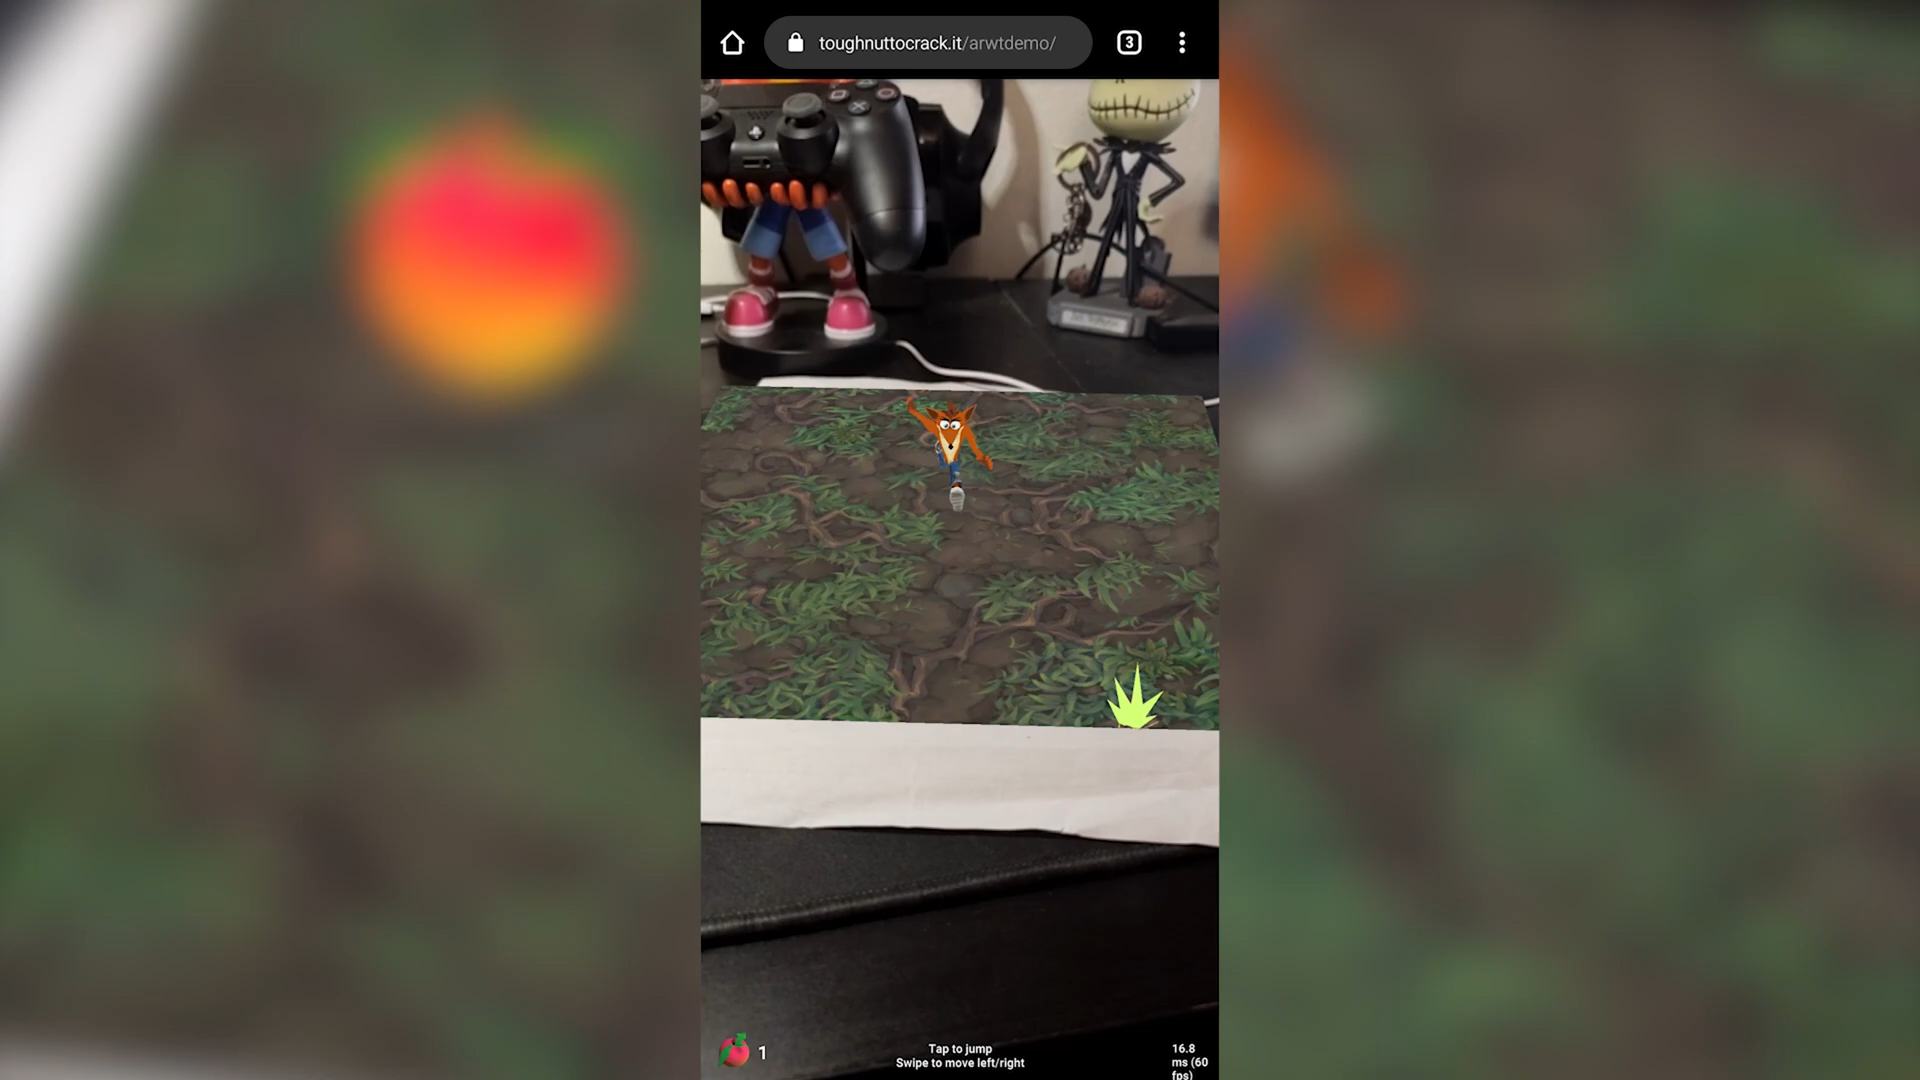 toughnuttocrack.it/arwtdemo/
3
1
Tap to jump
Swipe to move left/right
16.8
ms (60
fps)